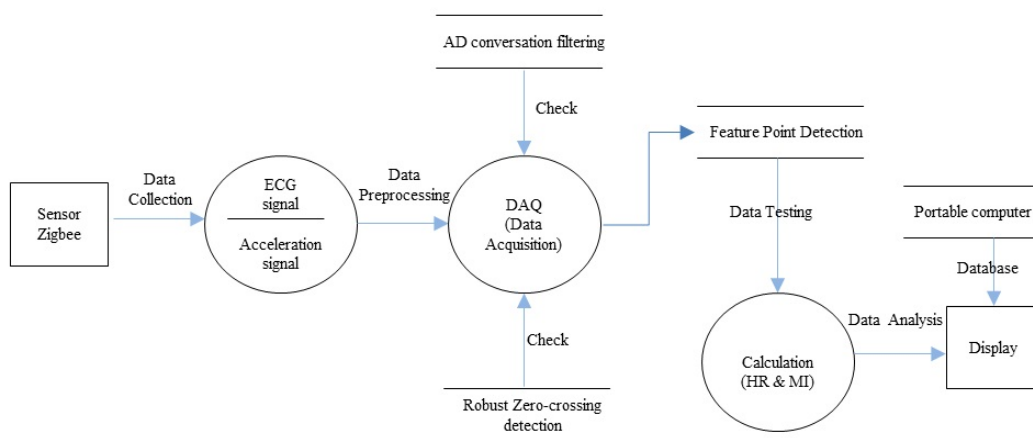 AD conversation filtering
Check
Feature Point Detection
Data
Collection
ECG
signal
Acceleration
signal
Data
Preprocessing
DAQ
(Data
Acquisition)
Sensor
Zigbee
Data Testing
Portable computer
Database
Check
Data Analysis
Calculation
(HR & MI)
Display
Robust Zero-crossing
detection